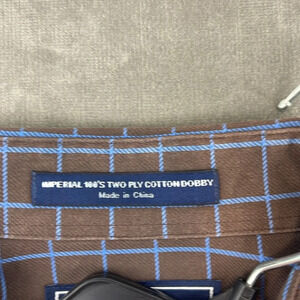 IMPERIAL 100'S TWO PLY COTTON DOBBY
Made in China